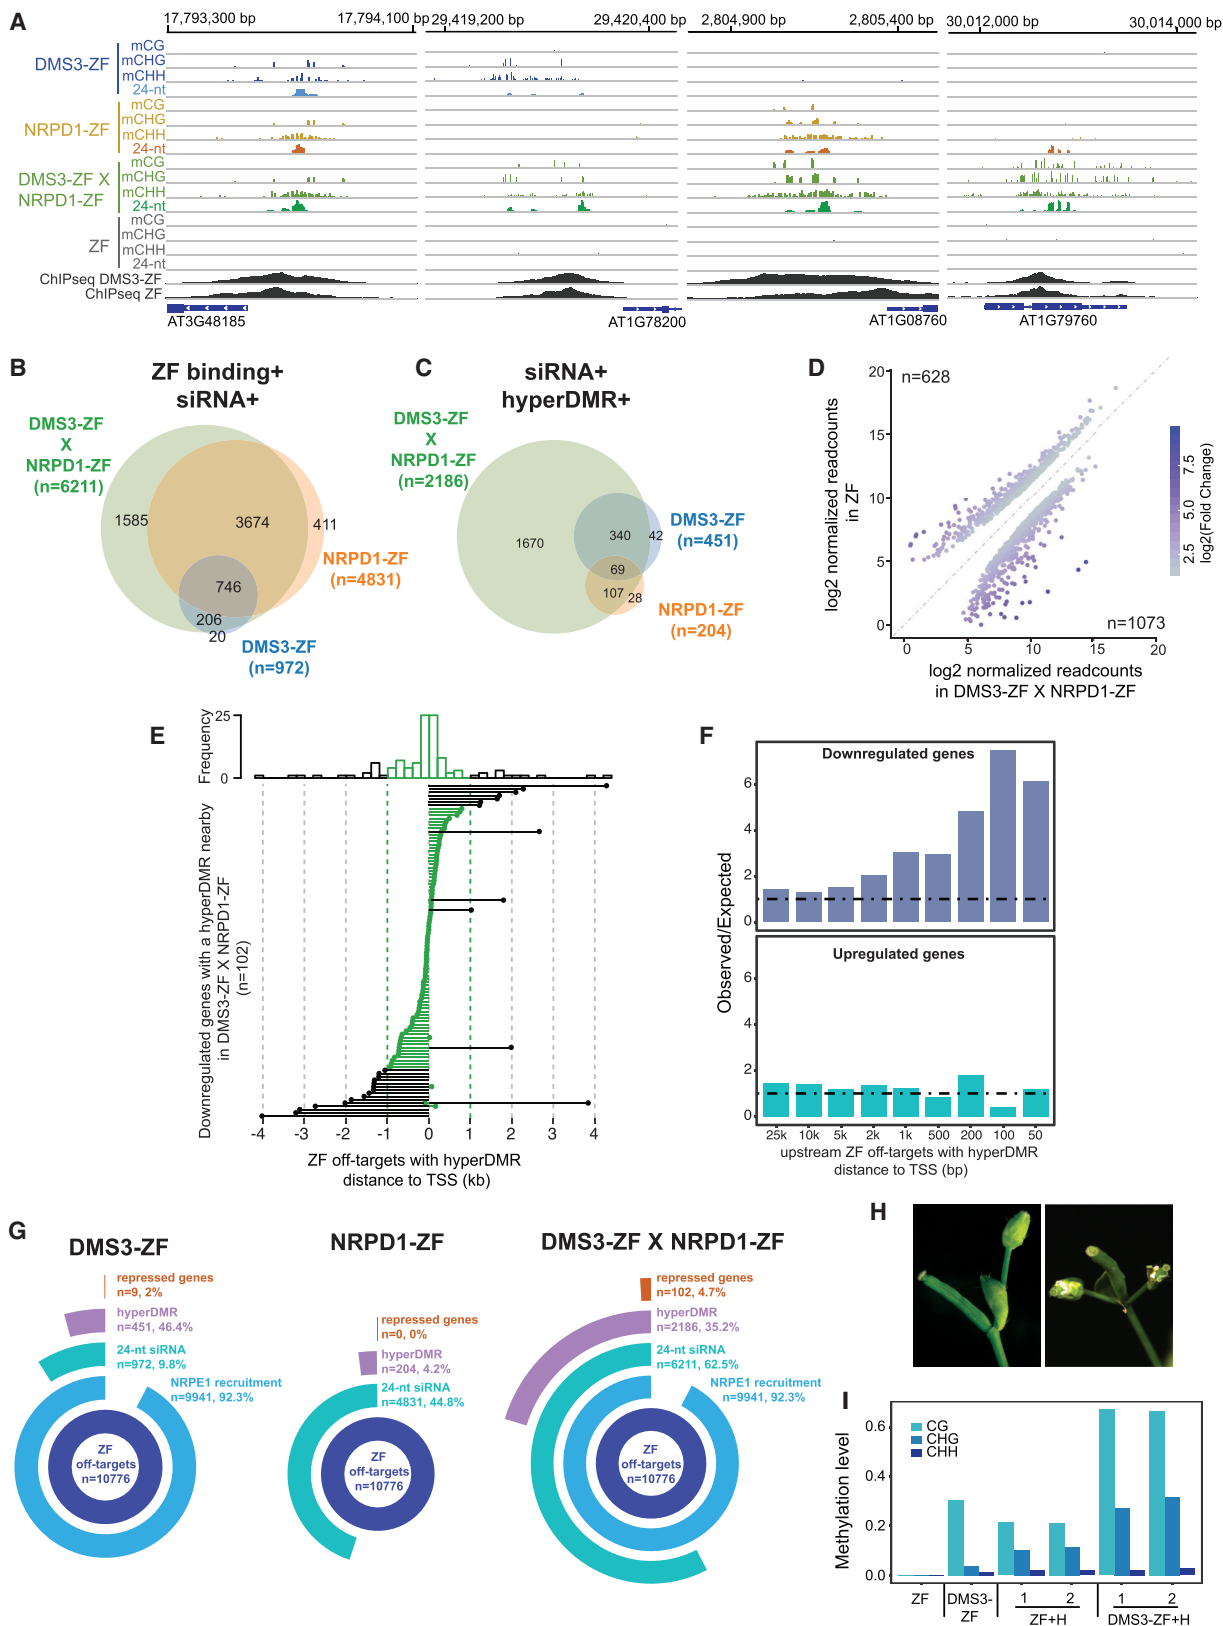 A
17,793,300 bp
17,794,100 bp
29,419,200 bp
29,420,400 bp
2,804,900 bp
2,805,400 bp
30,012,000 bp
30,014,000 bp
DMS3-ZF
mCG
mCHG
mCHH
24-nt
NRPD1-ZF
mCG
mCHG
mCHH
24-nt
DMS3-ZF X
NRPD1-ZF
mCG
mCHG
mCHH
24-nt
ZF
mCG
mCHG
mCHH
24-nt
ChIPseq DMS3-ZF
ChIPseq ZF
AT3G48185
AT1G78200
AT1G08760
AT1G79760
B
ZF binding+
siRNA+
DMS3-ZF
X
NRPD1-ZF
(n=6211)
1585
3674
411
746
206
20
NRPD1-ZF
(n=4831)
DMS3-ZF
(n=972)
C
siRNA+
hyperDMR+
DMS3-ZF
X
NRPD1-ZF
(n=2186)
1670
340
42
69
107
28
DMS3-ZF
(n=451)
NRPD1-ZF
(n=204)
D
n=628
n=1073
20
15
10
5
0
0
5
10
15
20
log2 normalized readcounts
in ZF
log2 normalized readcounts
in DMS3-ZF X NRPD1-ZF
7.5
5.0
2.5
log2(Fold Change)
E
Frequency
25
0
Downregulated genes with a hyperDMR nearby
in DMS3-ZF X NRPD1-ZF
(n=102)
-4
-3
-2
-1
0
1
2
3
4
ZF off-targets with hyperDMR
distance to TSS (kb)
F
Downregulated genes
6
4
2
0
Observed/Expected
Upregulated genes
6
4
2
0
25k
10k
5k
2k
1k
500
200
100
50
upstream ZF off-targets with hyperDMR
distance to TSS (bp)
G
DMS3-ZF
repressed genes
n=9, 2%
hyperDMR
n=451, 46.4%
24-nt siRNA
n=972, 9.8%
NRPE1 recruitment
n=9941, 92.3%
ZF
off-targets
n=10776
NRPD1-ZF
repressed genes
n=0, 0%
hyperDMR
n=204, 4.2%
24-nt siRNA
n=4831, 44.8%
ZF
off-targets
n=10776
DMS3-ZF X NRPD1-ZF
repressed genes
n=102, 4.7%
hyperDMR
n=2186, 35.2%
24-nt siRNA
n=6211, 62.5%
NRPE1 recruitment
n=9941, 92.3%
ZF
off-targets
n=10776
H
I
CG
CHG
CHH
0.6
0.4
0.2
0.0
Methylation level
ZF
DMS3-
ZF
1
2
ZF+H
1
2
DMS3-ZF+H